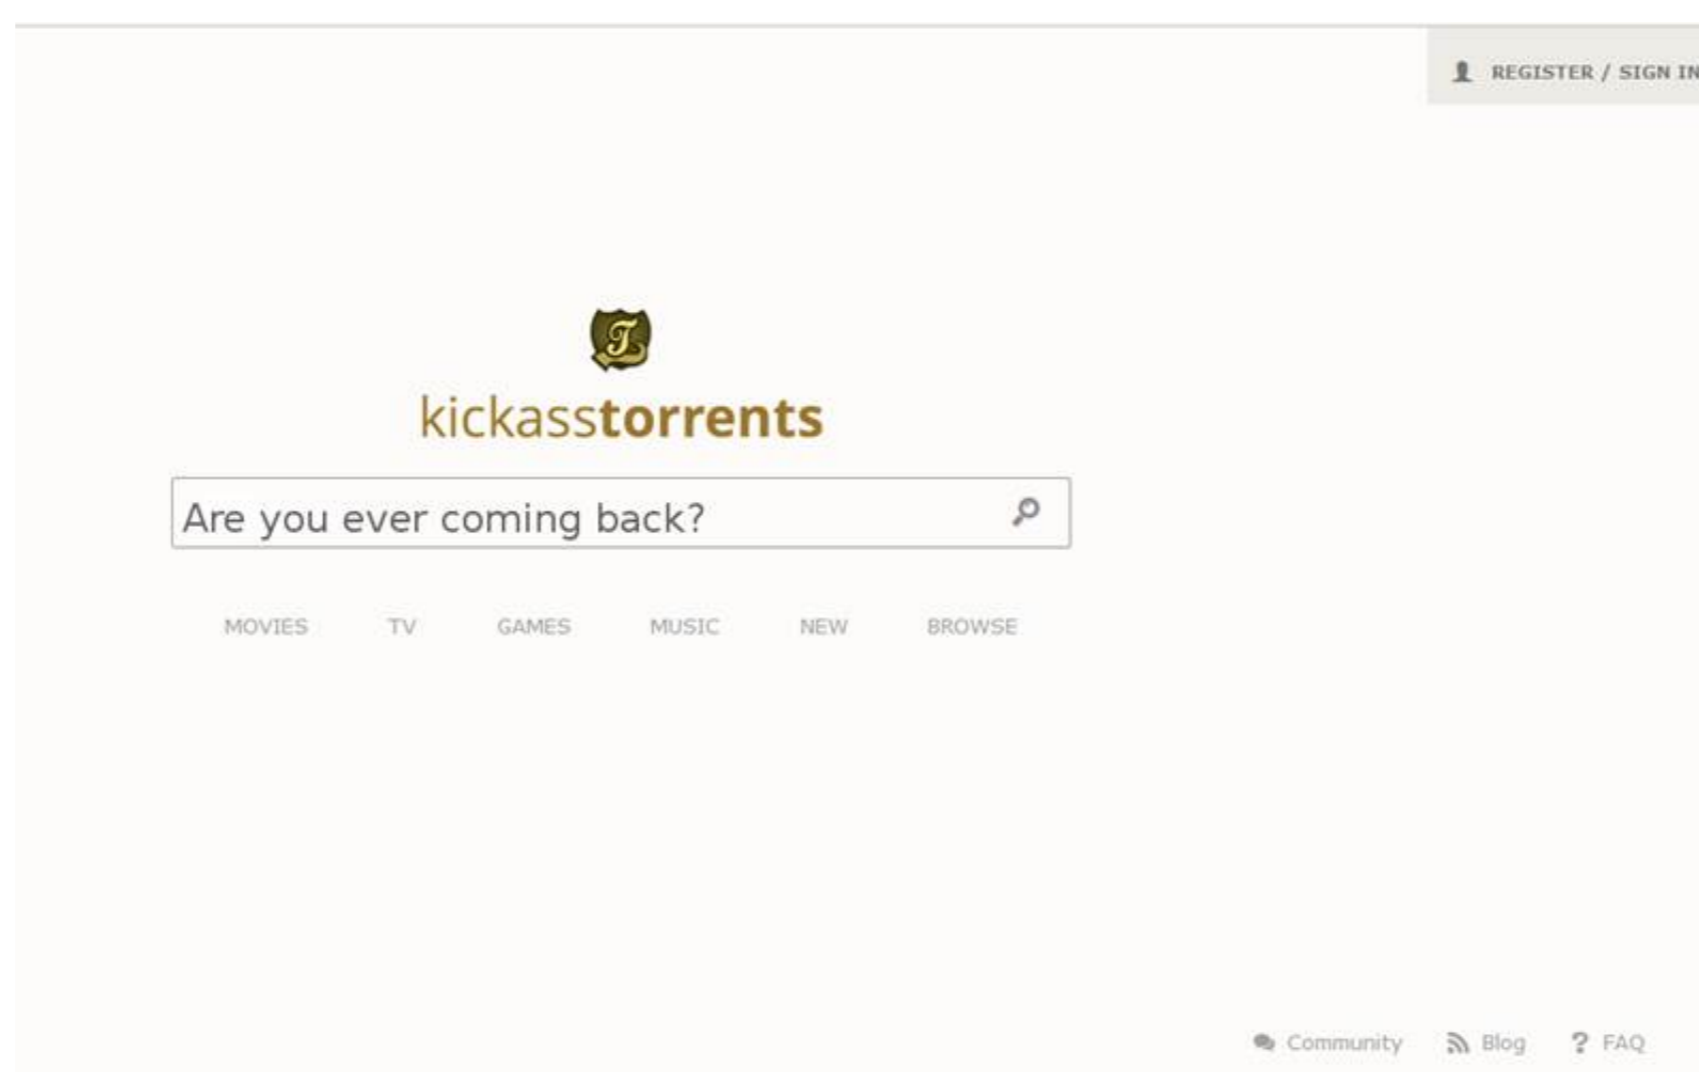 REGISTER / SIGN IN
kickasstorrents
Are you ever coming back?
MOVIES TV GAMES MUSIC NEW BROWSE
Community Blog ? FAQ